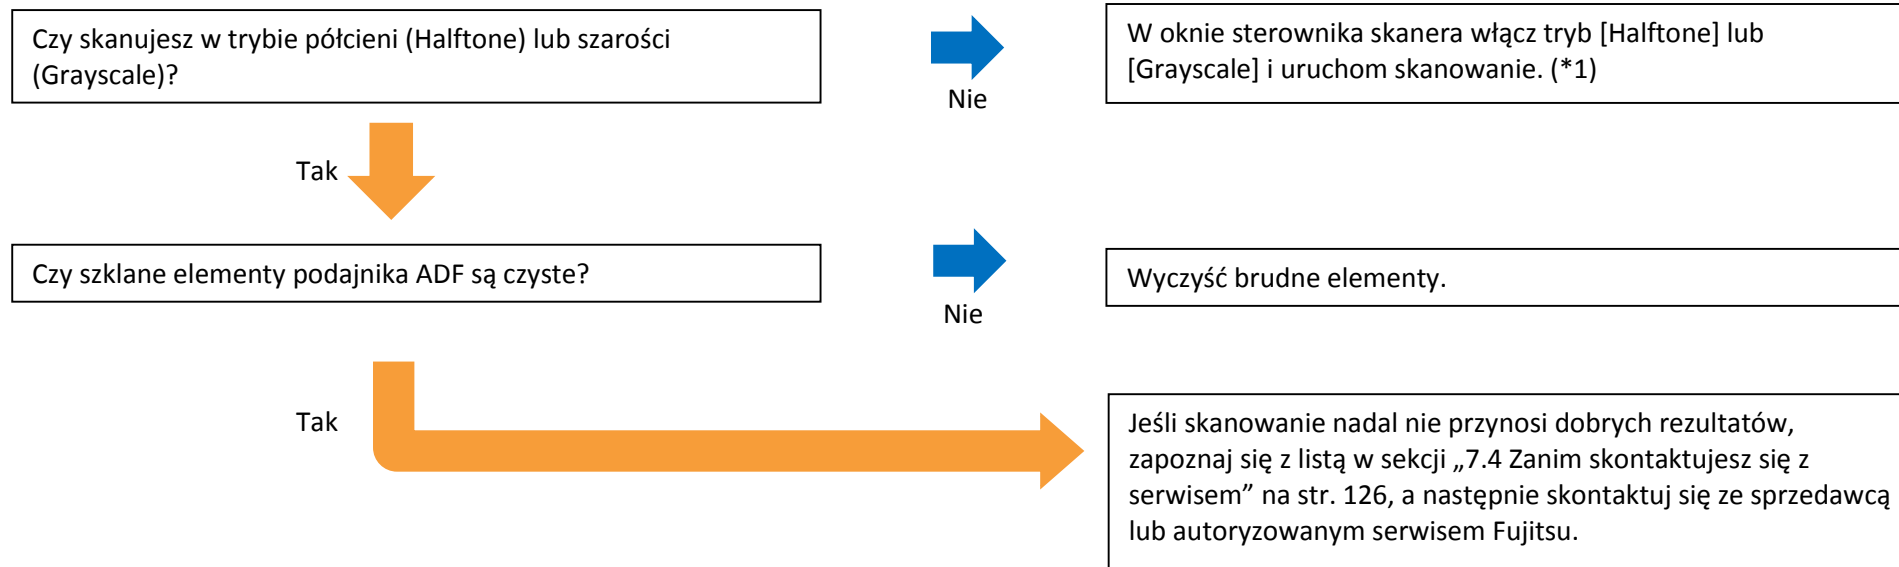 Czy skanujesz w trybie półcieni (Halftone) lub szarości
(Grayscale)?
Nie
W oknie sterownika skanera włącz tryb [Halftone] lub
[Grayscale] i uruchom skanowanie. (*1)
Tak
Czy szklane elementy podajnika ADF są czyste?
Nie
Wyczyść brudne elementy.
Tak
Jeśli skanowanie nadal nie przynosi dobrych rezultatów,
zapoznaj się z listą w sekcji „7.4 Zanim skontaktujesz się z
serwisem” na str. 126, a następnie skontaktuj się ze sprzedawcą
lub autoryzowanym serwisem Fujitsu.